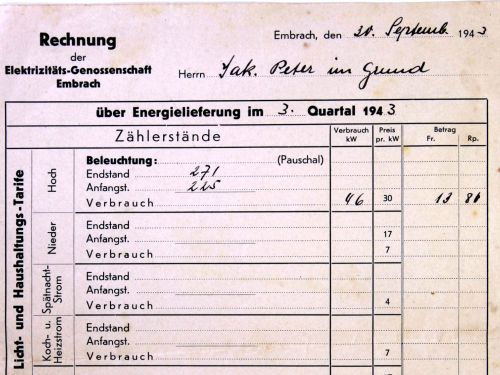 Rechnung
der
Elektrizitäts-Genossenschaft
Embrach
Embrach, den 30. Septemb. 1943
Herrn Jak. Peter im Grund
über Energielieferung im 3. Quartal 1943
Zählerstände
Verbrauch kW
Preis pr. kW
Betrag
Fr. Rp.
Licht- und Haushaltungs-Tarife
Hoch
Beleuchtung: (Pauschal)
Endstand 271
Anfangst. 225
Verbrauch 46 30 13 80
Nieder
Endstand
Anfangst. 17
Verbrauch 7
Spätnacht-Strom
Endstand
Anfangst.
Verbrauch 4
Koch- u. Heizstrom
Endstand
Anfangst.
Verbrauch 7